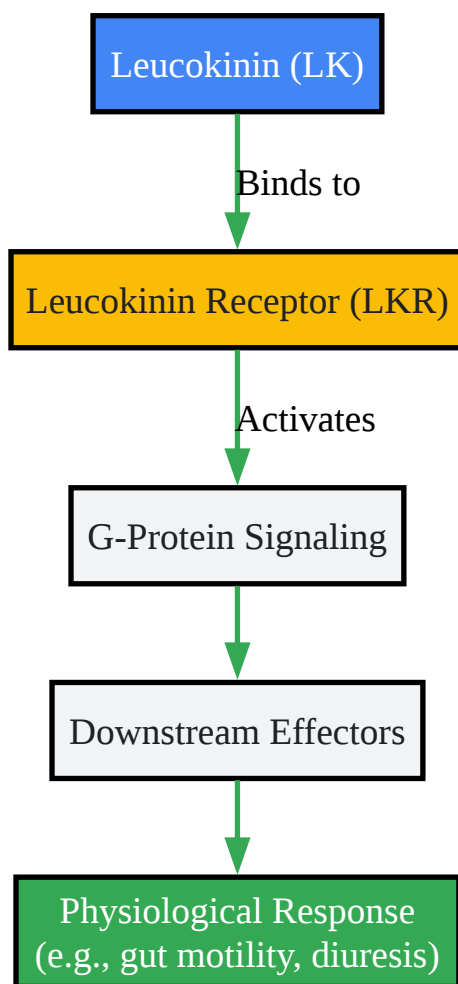 Leucokinin (LK)
Binds to
Leucokinin Receptor (LKR)
Activates
G-Protein Signaling
Downstream Effectors
Physiological Response
(e.g., gut motility, diuresis)